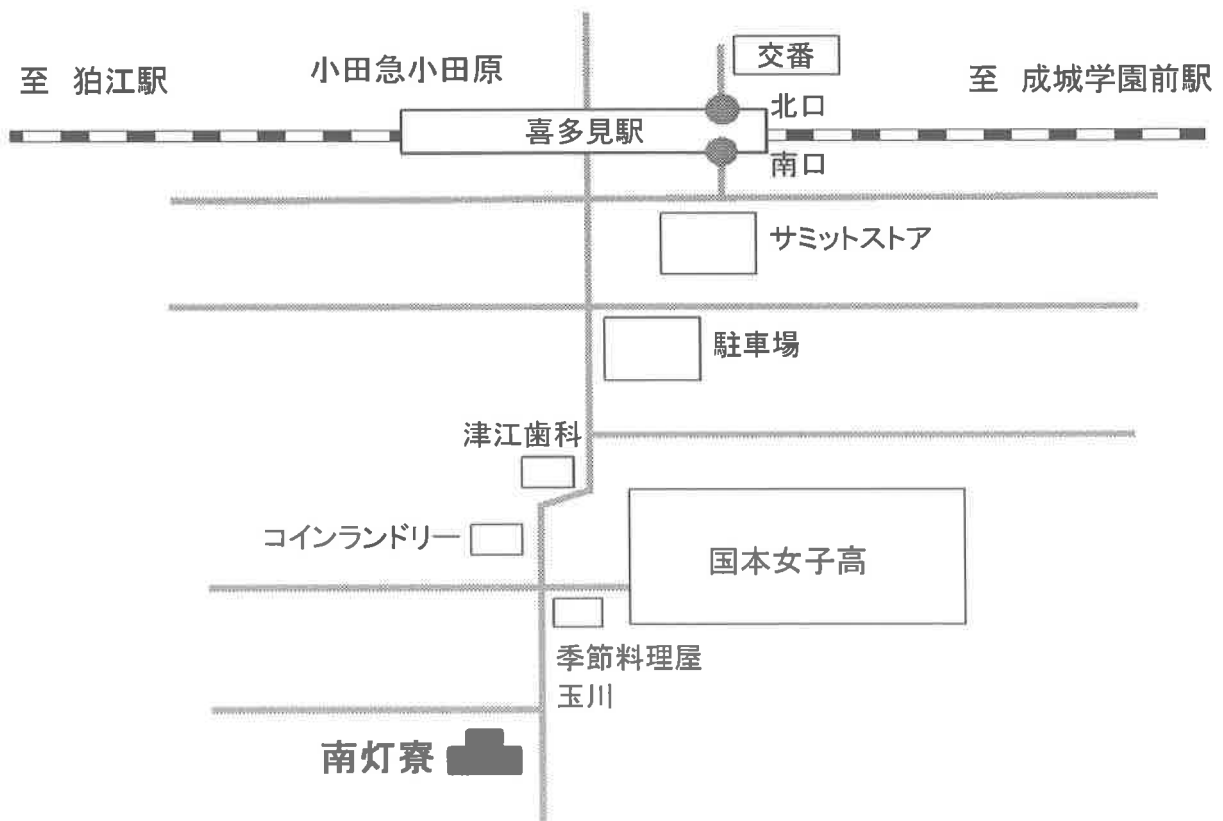 交番
小田急小田原
至 狛江駅
至 成城学園前駅
北口
喜多見駅
南口
サミットストア
駐車場
津江歯科
コインランドリー
国本女子高
季節料理屋
玉川
南灯寮